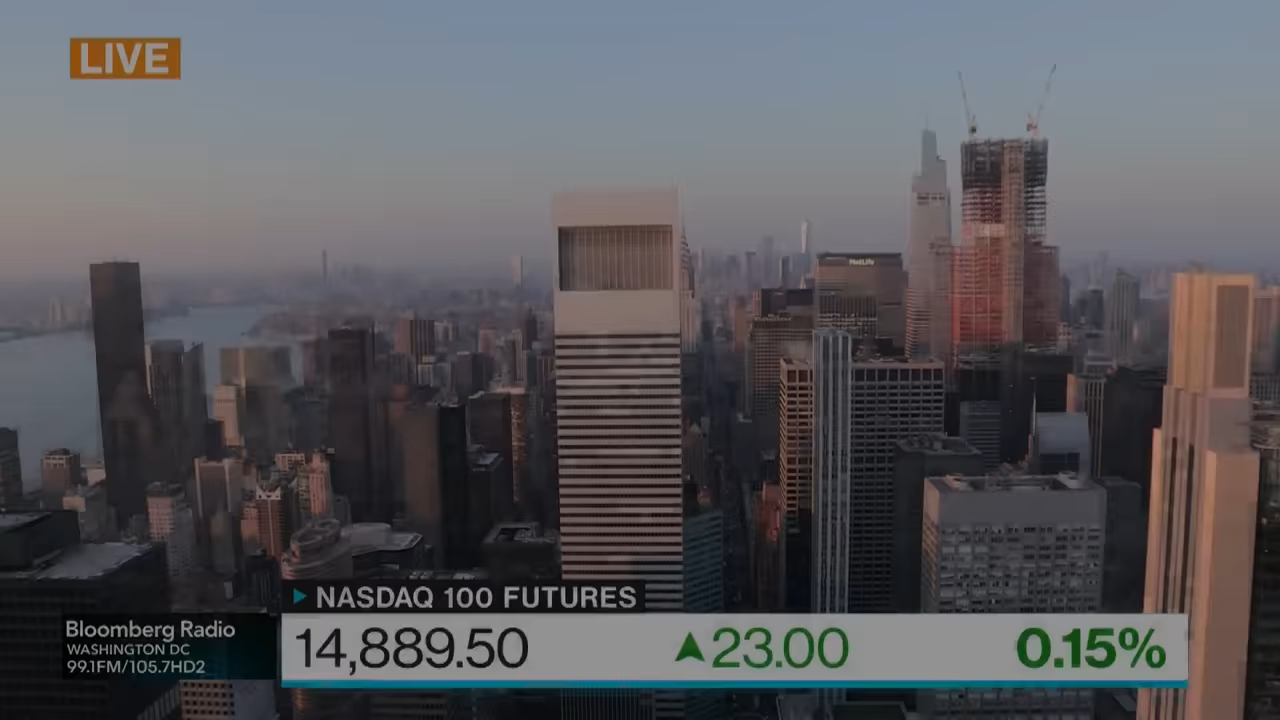 LIVE
MetLife
NASDAQ 100 FUTURES
Bloomberg Radio
WASHINGTON DC
99.1FM/105.7HD2
14,889.50 ▲23.00 0.15%